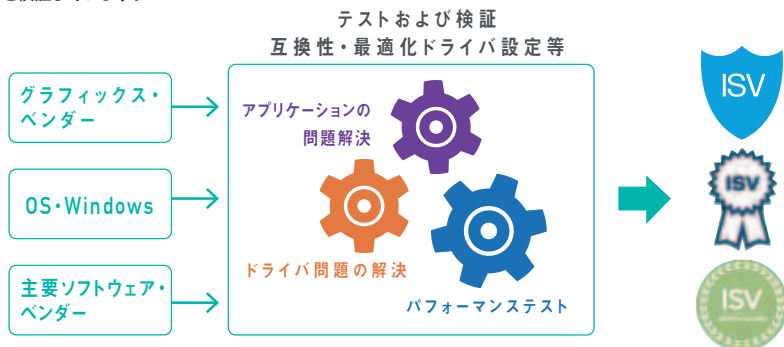 テストおよび検証
互換性・最適化ドライバ設定等
グラフィックス・
ベンダー
OS・Windows
主要ソフトウェア・
ベンダー
アプリケーションの
問題解決
ドライバ問題の解決
パフォーマンステスト
ISV
ISV
ISV